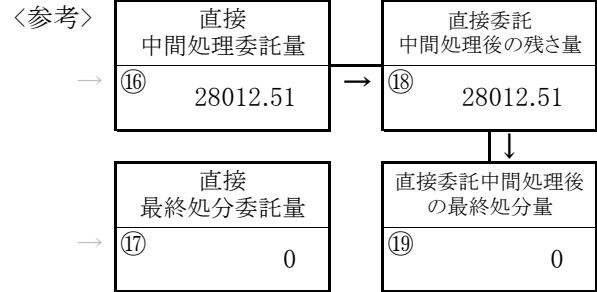 〈参考〉
直接
中間処理委託量
→
⑯
28012.51
→
直接委託
中間処理後の残さ量
⑱
28012.51
↓
直接
最終処分委託量
→
⑰
0
直接委託中間処理後
の最終処分量
⑲
0